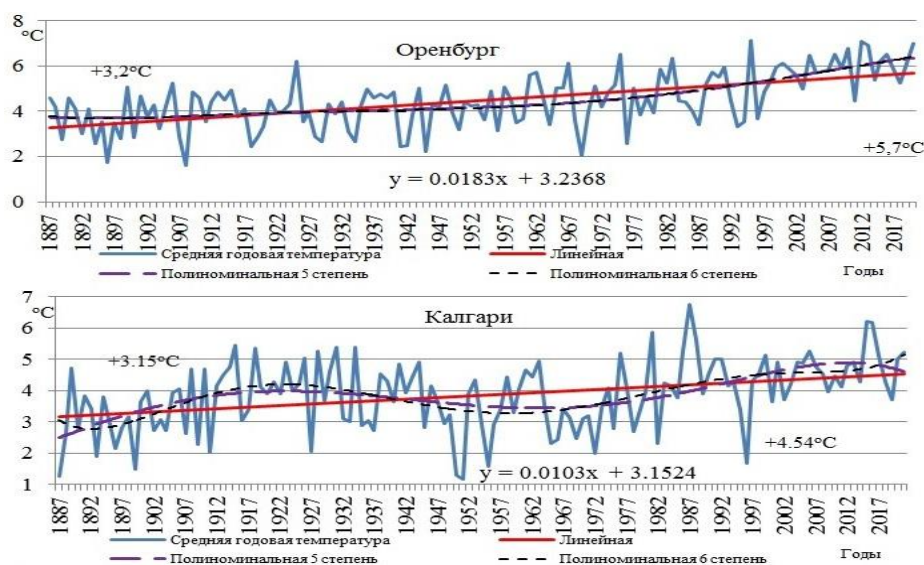 8
°C
Оренбург
+3,2°C
6
4
2
+5,7°C
y = 0.0183x + 3.2368
0
1887 1892 1897 1902 1907 1912 1917 1922 1927 1932 1937 1942 1947 1952 1957 1962 1967 1972 1977 1982 1987 1992 1997 2002 2007 2012 2017
Средняя годовая температура Линейная
Полиноминальная 5 степень Полиноминальная 6 степень Годы
7
°C
Калгари
6
+3.15°C
5
4
3
+4.54°C
2
y = 0.0103x + 3.1524
1
1887 1892 1897 1902 1907 1912 1917 1922 1927 1932 1937 1942 1947 1952 1957 1962 1967 1972 1977 1982 1987 1992 1997 2002 2007 2012 2017
Средняя годовая температура Линейная
Полиноминальная 5 степень Полиноминальная 6 степень Годы